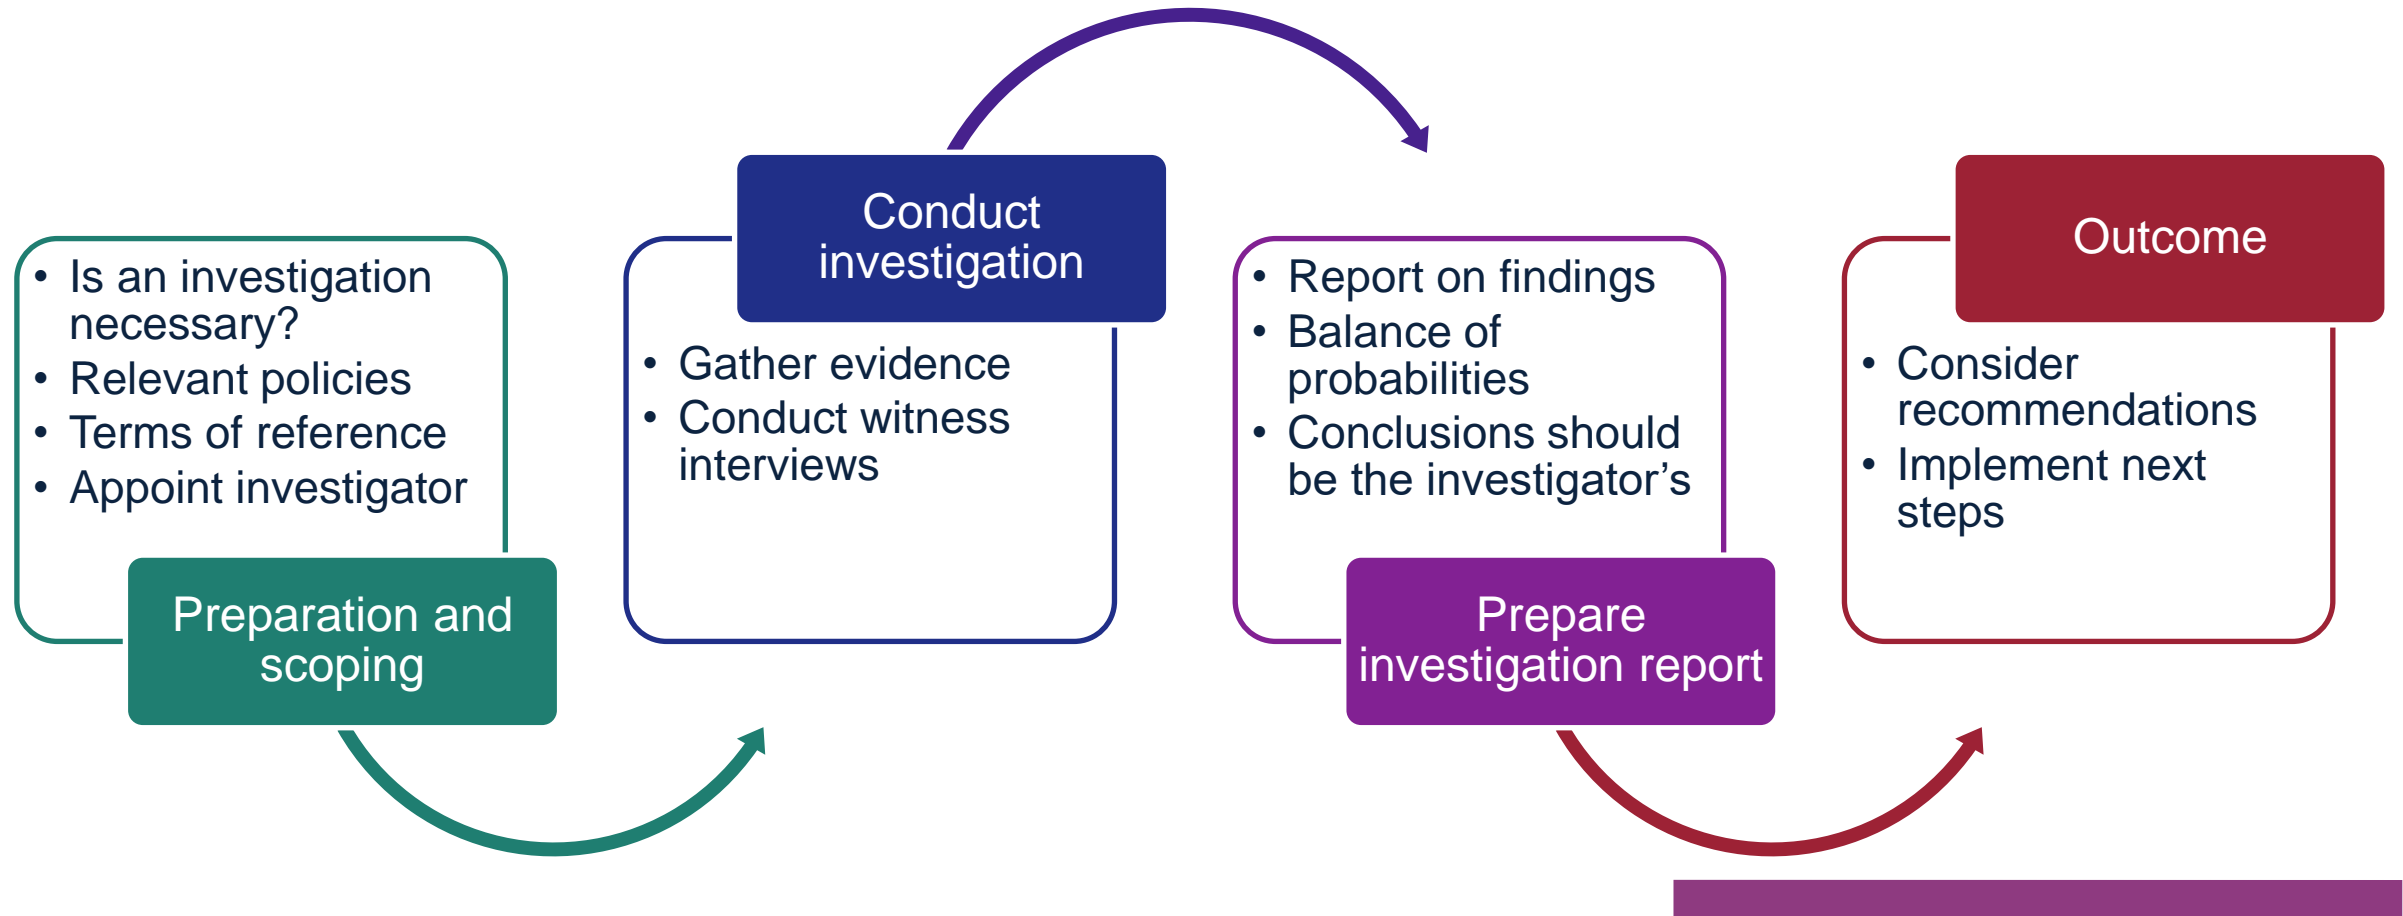 • Is an investigation
necessary?
• Relevant policies
• Terms of reference
• Appoint investigator
Preparation and
scoping
Conduct
investigation
• Gather evidence
• Conduct witness
interviews
• Report on findings
• Balance of
probabilities
• Conclusions should
be the investigator’s
Prepare
investigation report
Outcome
• Consider
recommendations
• Implement next
steps